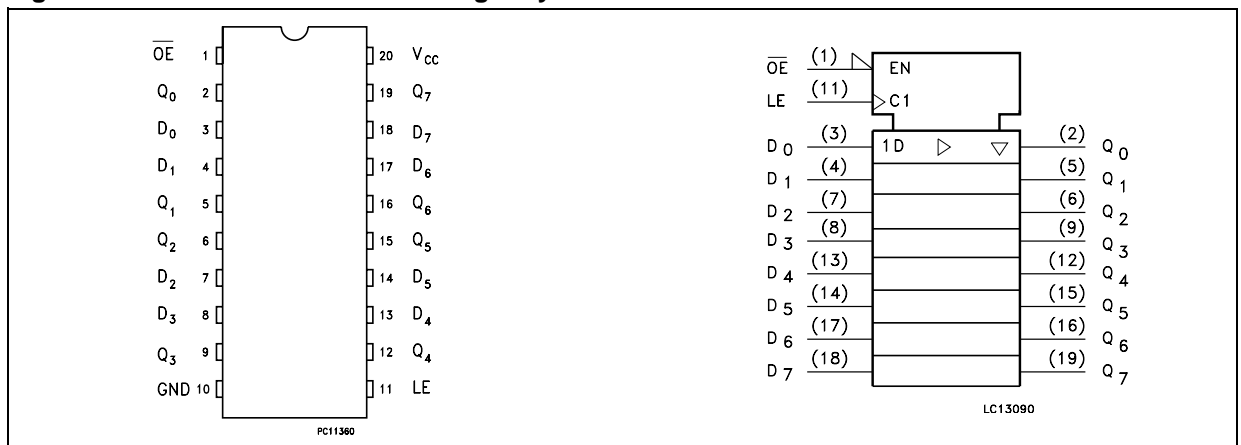 OE 1 20 VCC
Q0 2 19 Q7
D0 3 18 D7
D1 4 17 D6
Q1 5 16 Q6
Q2 6 15 Q5
D2 7 14 D5
D3 8 13 D4
Q3 9 12 Q4
GND 10 11 LE
PC11360
OE (1) EN
LE (11) C1
D0 (3) 1D (2) Q0
D1 (4) (5) Q1
D2 (7) (6) Q2
D3 (8) (9) Q3
D4 (13) (12) Q4
D5 (14) (15) Q5
D6 (17) (16) Q6
D7 (18) (19) Q7
LC13090